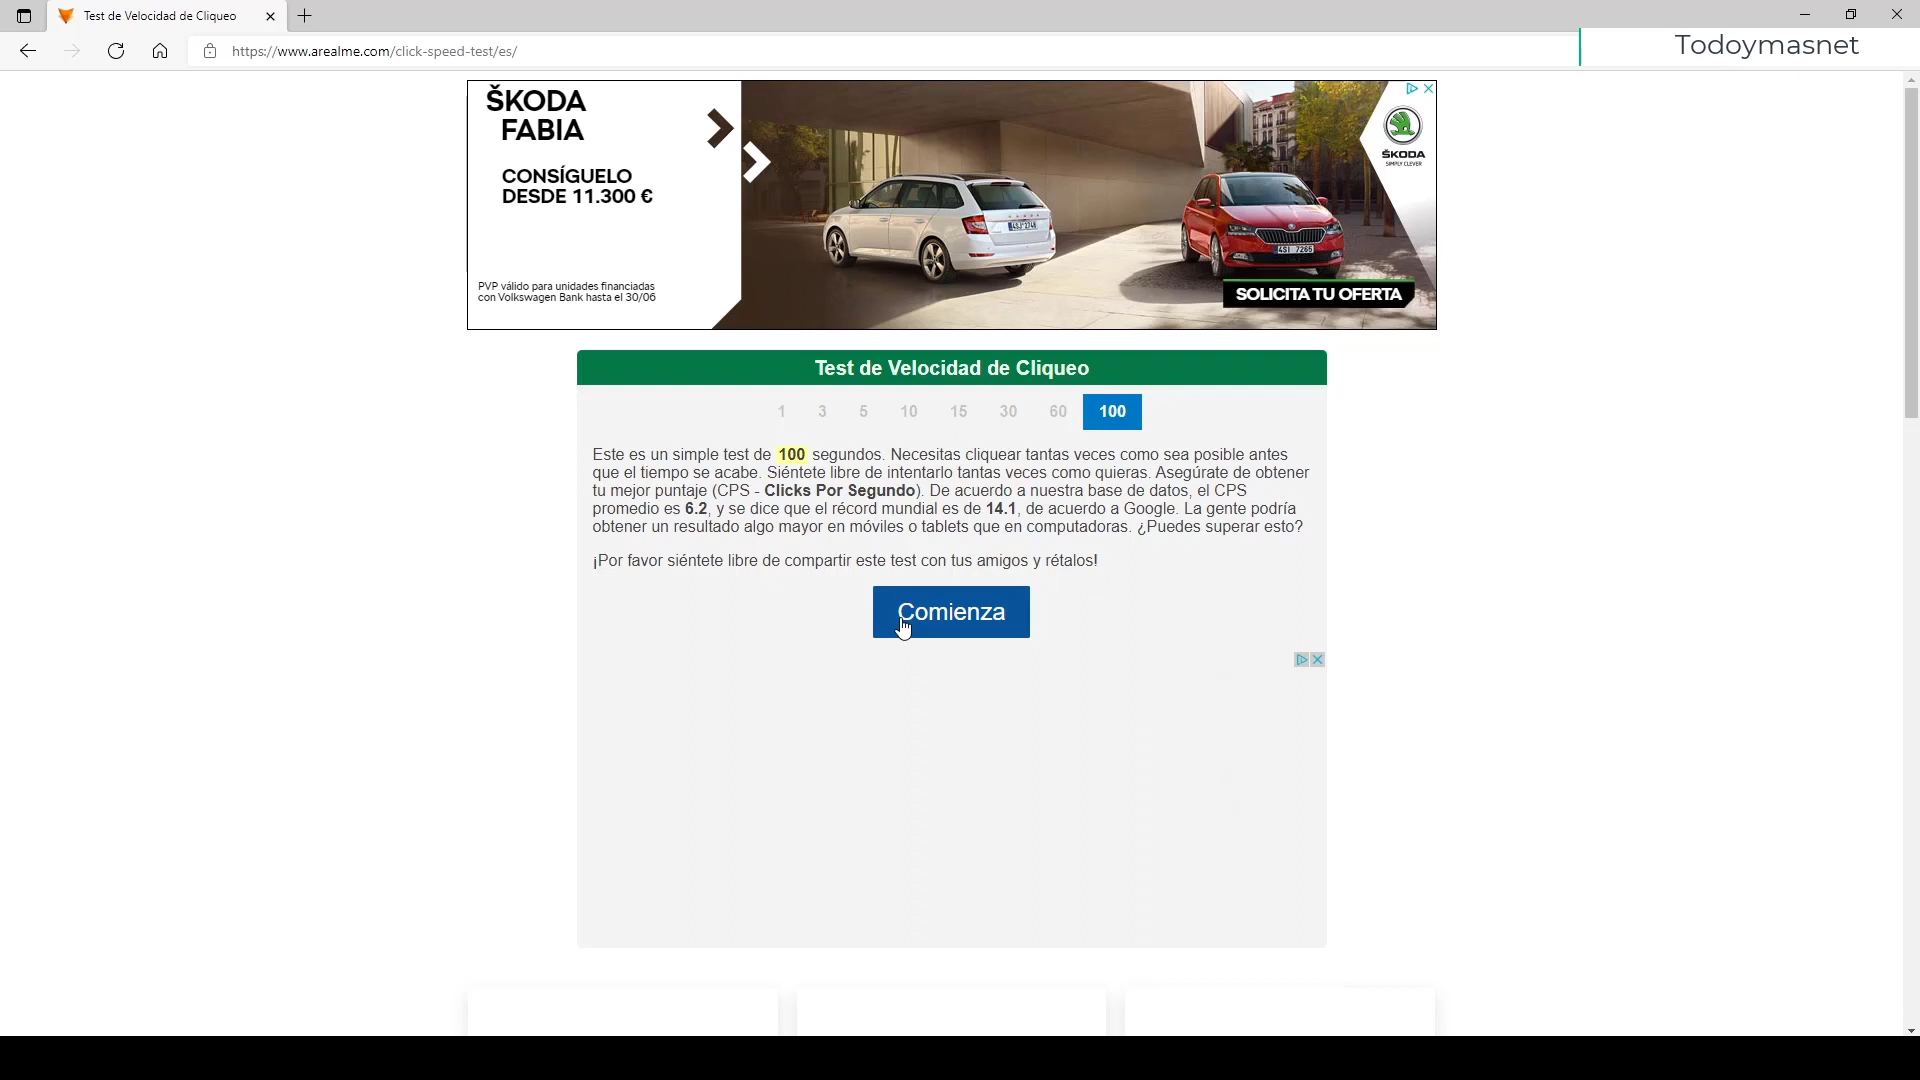 Test de Velocidad de Cliqueo
https://www.arealme.com/click-speed-test/es/
Todoymasnet
ŠKODA
FABIA
CONSÍGUELO
DESDE 11.300 €
PVP válido para unidades financiadas
con Volkswagen Bank hasta el 30/06
ŠKODA
SIMPLY CLEVER
4SI 7265
SOLICITA TU OFERTA
Test de Velocidad de Cliqueo
1 3 5 10 15 30 60 100
Este es un simple test de 100 segundos. Necesitas cliquear tantas veces como sea posible antes
que el tiempo se acabe. Siéntete libre de intentarlo tantas veces como quieras. Asegúrate de obtener
tu mejor puntaje (CPS - Clicks Por Segundo). De acuerdo a nuestra base de datos, el CPS
promedio es 6.2, y se dice que el récord mundial es de 14.1, de acuerdo a Google. La gente podría
obtener un resultado algo mayor en móviles o tablets que en computadoras. ¿Puedes superar esto?
¡Por favor siéntete libre de compartir este test con tus amigos y rétalos!
Comienza